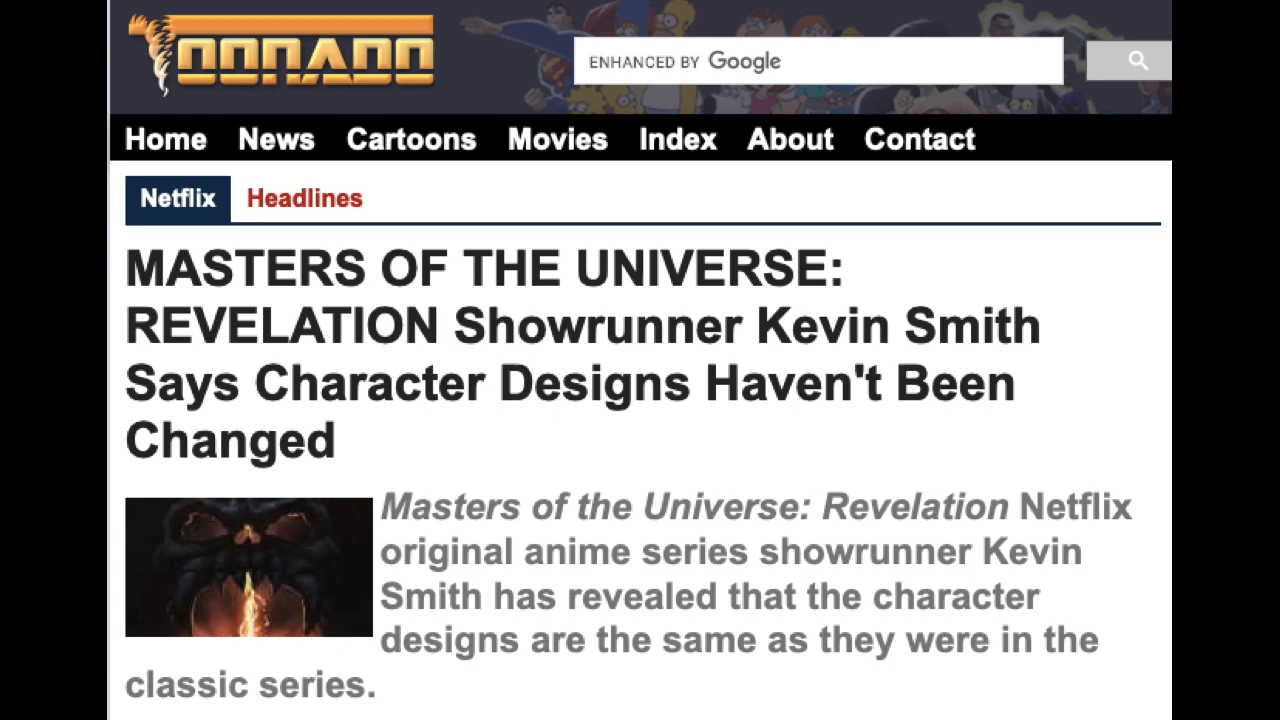 TOONADO
ENHANCED BY Google
Home News Cartoons Movies Index About Contact
Netflix Headlines
MASTERS OF THE UNIVERSE:
REVELATION Showrunner Kevin Smith
Says Character Designs Haven't Been
Changed
Masters of the Universe: Revelation Netflix
original anime series showrunner Kevin
Smith has revealed that the character
designs are the same as they were in the
classic series.